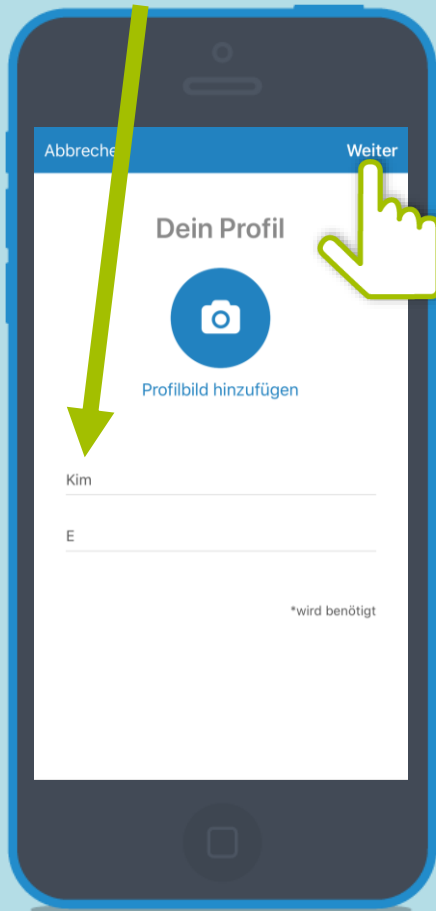 Abbreche
Weiter
Dein Profil
Profilbild hinzufügen
Kim
E
*wird benötigt